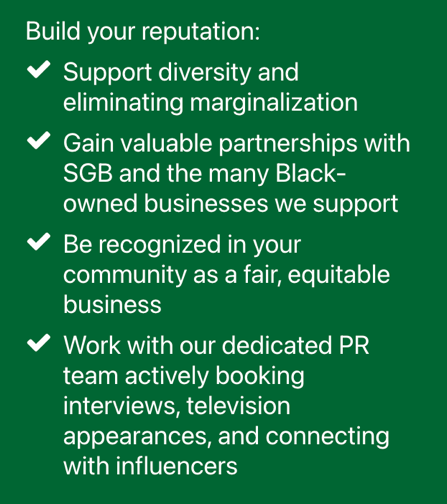 Build your reputation:
Support diversity and
eliminating marginalization
Gain valuable partnerships with
SGB and the many Black-
owned businesses we support
Be recognized in your
community as a fair, equitable
business
Work with our dedicated PR
team actively booking
interviews, television
appearances, and connecting
with influencers